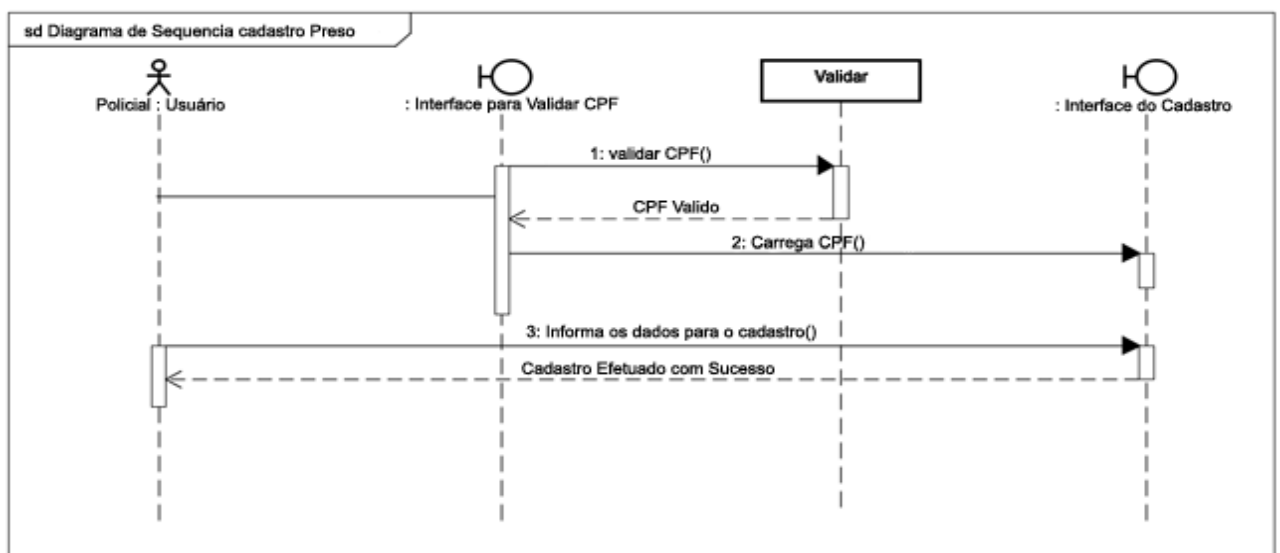 sd Diagrama de Sequencia cadastro Preso
Policial : Usuário
: Interface para Validar CPF
Validar
: Interface do Cadastro
1: validar CPF()
CPF Valido
2: Carrega CPF()
3: Informa os dados para o cadastro()
Cadastro Efetuado com Sucesso